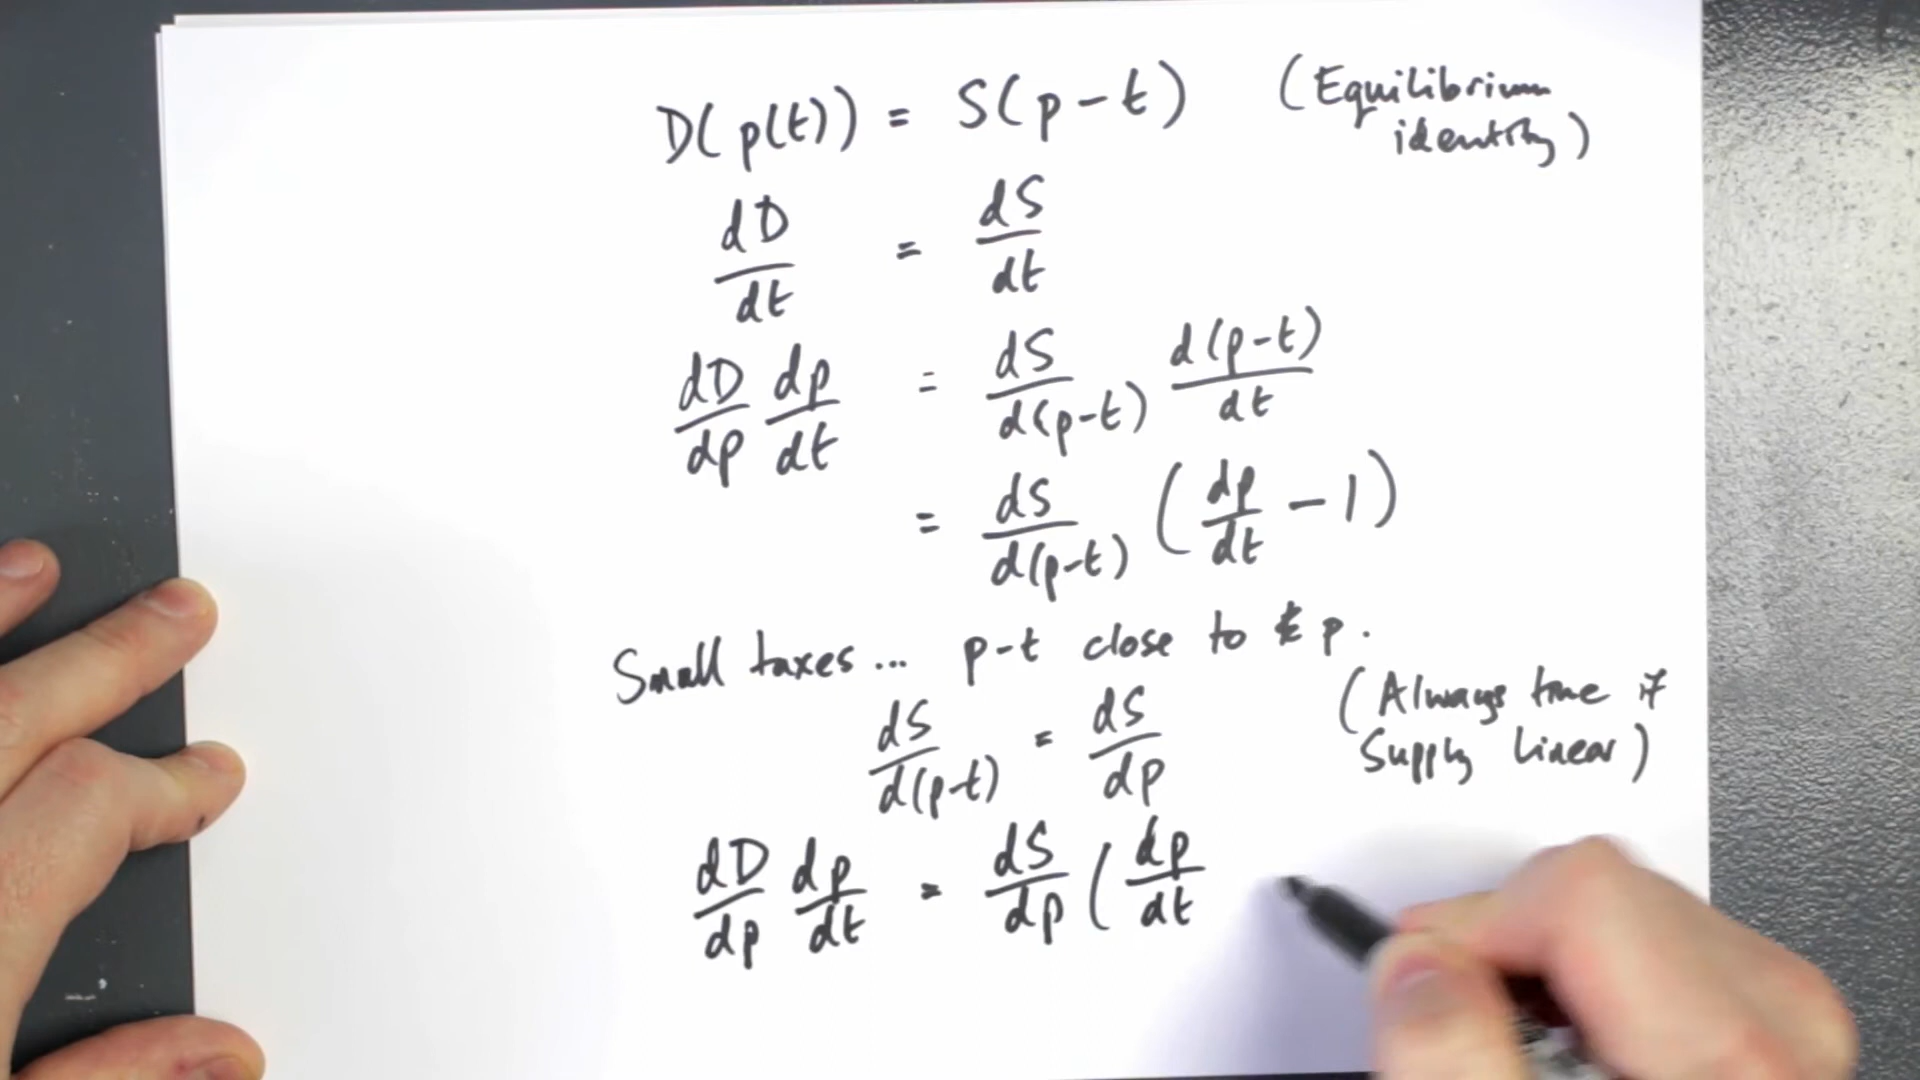 D(p(t)) = S(p-t) (Equilibrium identity)
dD/dt = dS/dt
dD/dp dp/dt = dS/d(p-t) d(p-t)/dt
= dS/d(p-t) (dp/dt - 1)
Small taxes... p-t close to p.
(Always true if
dS/d(p-t) = dS/dp Supply linear)
dD/dp dp/dt = dS/dp (dp/dt